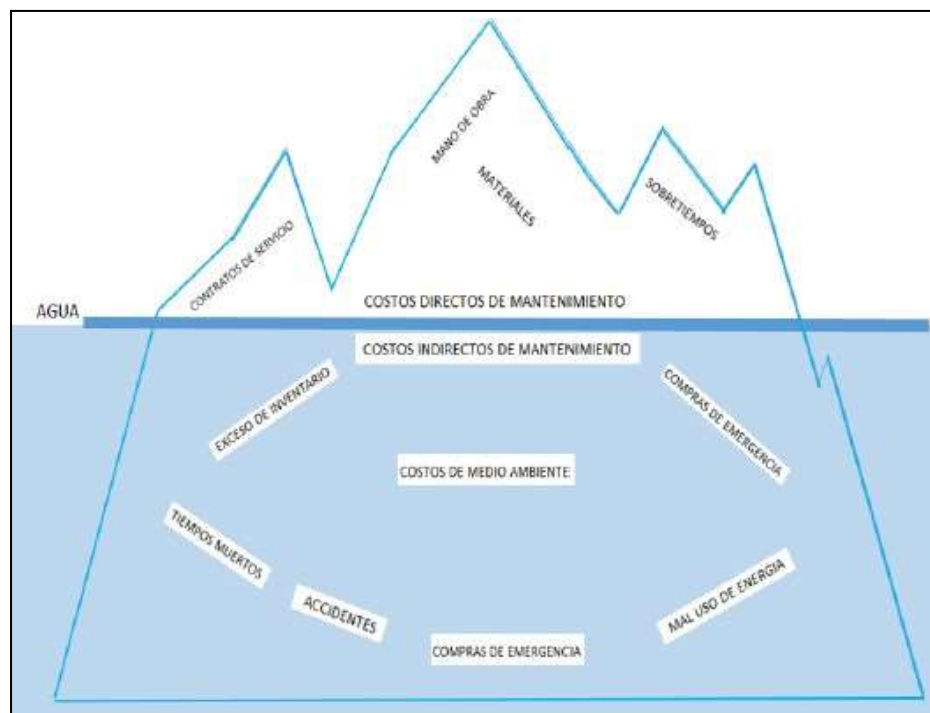 MANO DE OBRA
MATERIALES
SOBRETIEMPOS
CONTRATOS DE SERVICIO
AGUA
COSTOS DIRECTOS DE MANTENIMIENTO
COSTOS INDIRECTOS DE MANTENIMIENTO
EXCESO DE INVENTARIO
COMPRAS DE EMERGENCIA
COSTOS DE MEDIO AMBIENTE
TIEMPOS MUERTOS
ACCIDENTES
MAL USO DE ENERGIA
COMPRAS DE EMERGENCIA